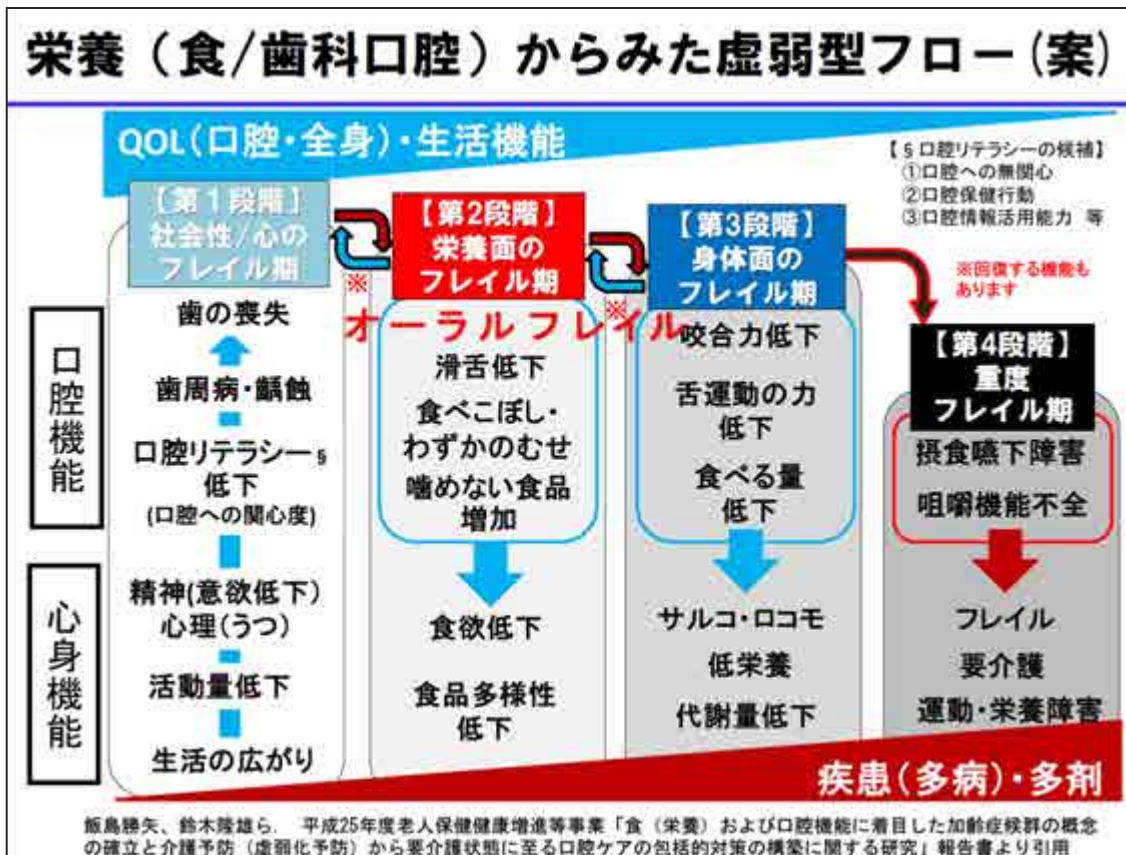 栄養（食/歯科口腔）からみた虚弱型フロー(案)
QOL(口腔・全身)・生活機能
【§口腔リテラシーの候補】
①口腔への無関心
②口腔保健行動
③口腔情報活用能力 等
【第1段階】
社会性/心の
フレイル期
【第2段階】
栄養面の
フレイル期
【第3段階】
身体面の
フレイル期
※回復する機能も
あります
【第4段階】
重度
フレイル期
※
※
オーラルフレイル
口腔機能
歯の喪失
歯周病・齲蝕
口腔リテラシー§
低下
(口腔への関心度)
滑舌低下
食べこぼし・
わずかのむせ
噛めない食品
増加
咬合力低下
舌運動の力
低下
食べる量
低下
摂食嚥下障害
咀嚼機能不全
心身機能
精神(意欲低下)
心理(うつ)
活動量低下
生活の広がり
食欲低下
食品多様性
低下
サルコ・ロコモ
低栄養
代謝量低下
フレイル
要介護
運動・栄養障害
疾患(多病)・多剤
飯島勝矢、鈴木隆雄ら. 平成25年度老人保健健康増進等事業「食（栄養）および口腔機能に着目した加齢症候群の概念
の確立と介護予防（虚弱化予防）から要介護状態に至る口腔ケアの包括的対策の構築に関する研究」報告書より引用